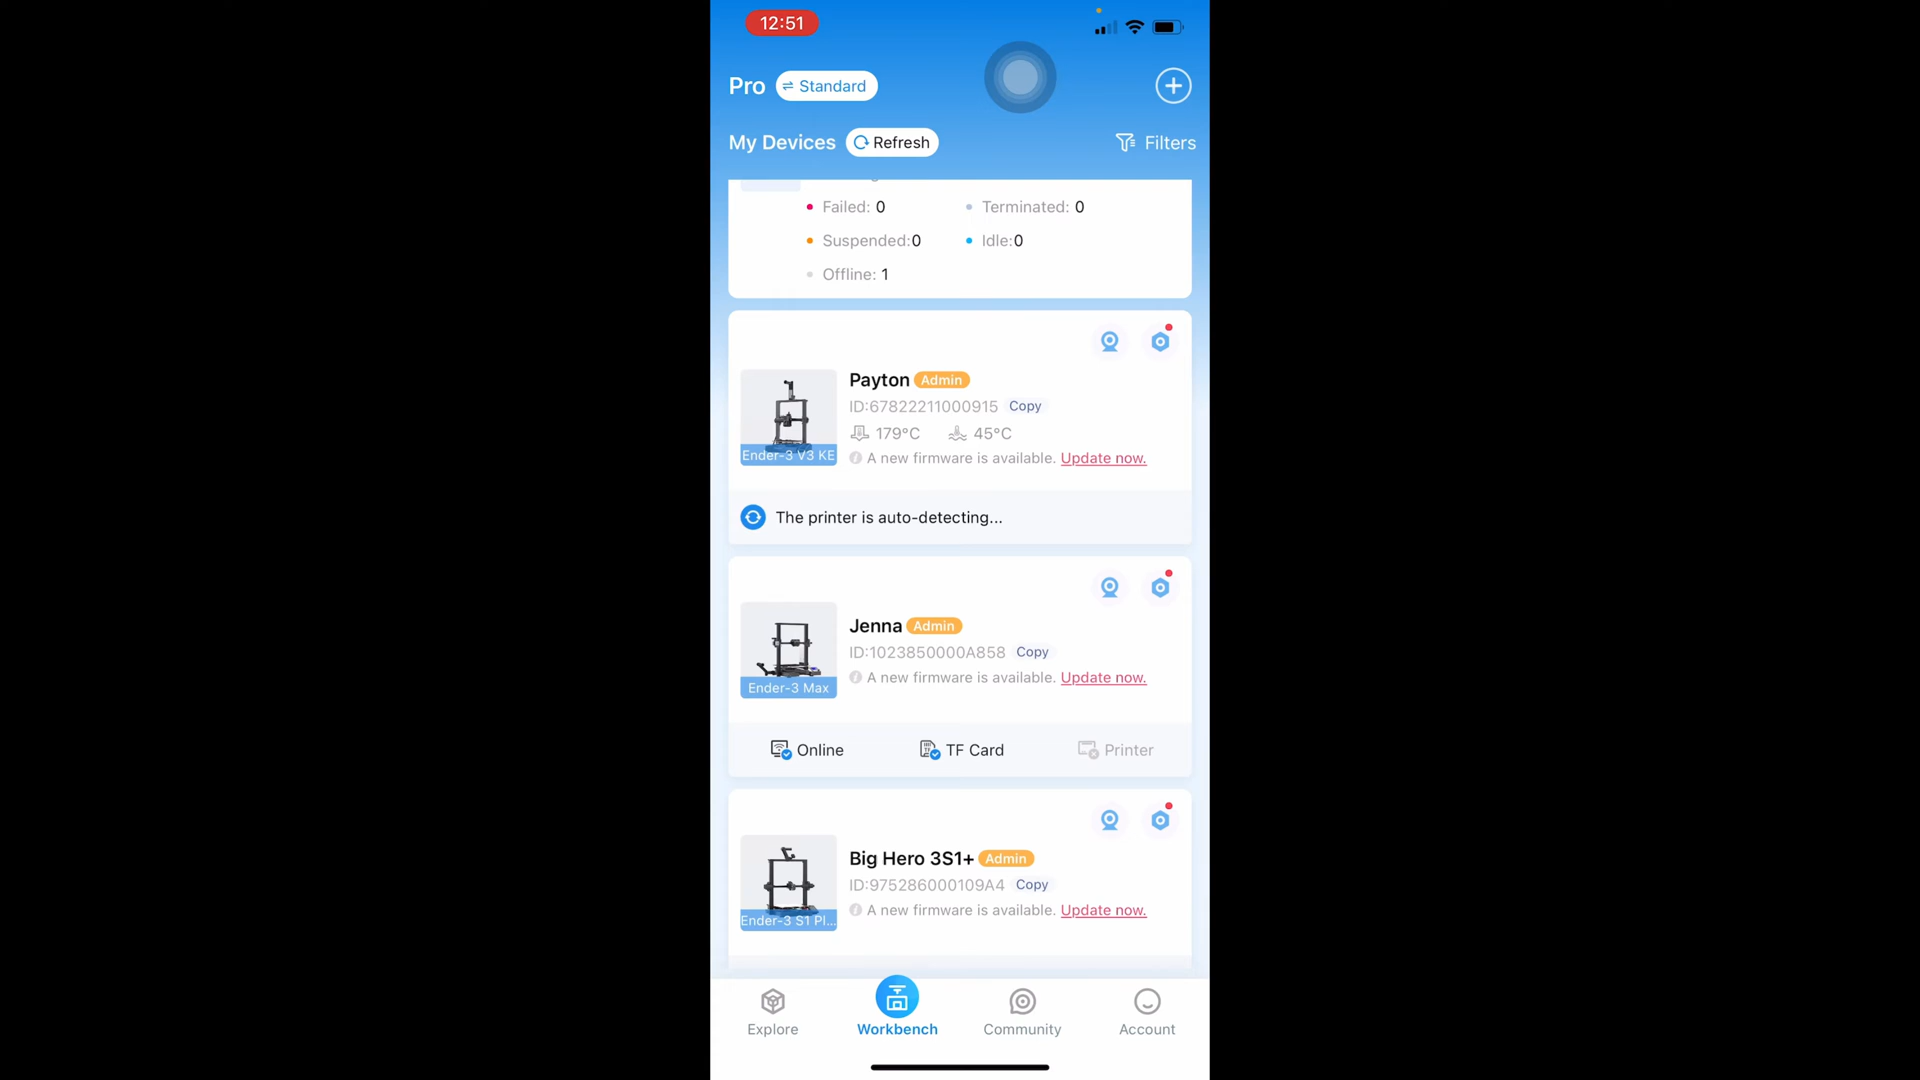 12:51
Pro
Standard
My Devices
Refresh
Filters
Failed: 0
Terminated: 0
Suspended:0
Idle:0
Offline: 1
Payton Admin
ID:67822211000915 Copy
179°C 45°C
A new firmware is available. Update now.
Ender-3 V3 KE
The printer is auto-detecting...
Jenna Admin
ID:1023850000A858 Copy
A new firmware is available. Update now.
Ender-3 Max
Online
TF Card
Printer
Big Hero 3S1+ Admin
ID:975286000109A4 Copy
A new firmware is available. Update now.
Ender-3 S1 Pl...
Explore
Workbench
Community
Account